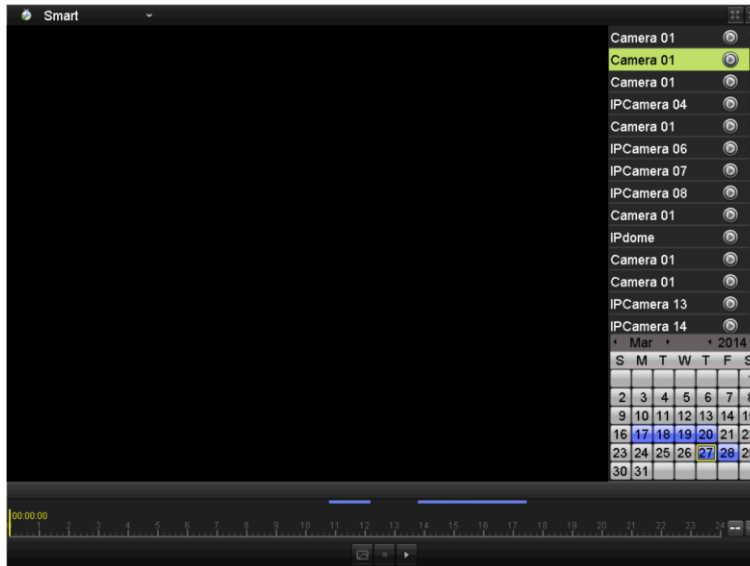 Smart
Camera 01
Camera 01
Camera 01
IPCamera 04
Camera 01
IPCamera 06
IPCamera 07
IPCamera 08
Camera 01
IPdome
Camera 01
Camera 01
IPCamera 13
IPCamera 14
Mar 2014
S M T W T F S
2 3 4 5 6 7 8
9 10 11 12 13 14
16 17 18 19 20 21
23 24 25 26 27 28
30 31
00:00:00
1 2 3 4 5 6 7 8 9 10 11 12 13 14 15 16 17 18 19 20 21 22 23 24